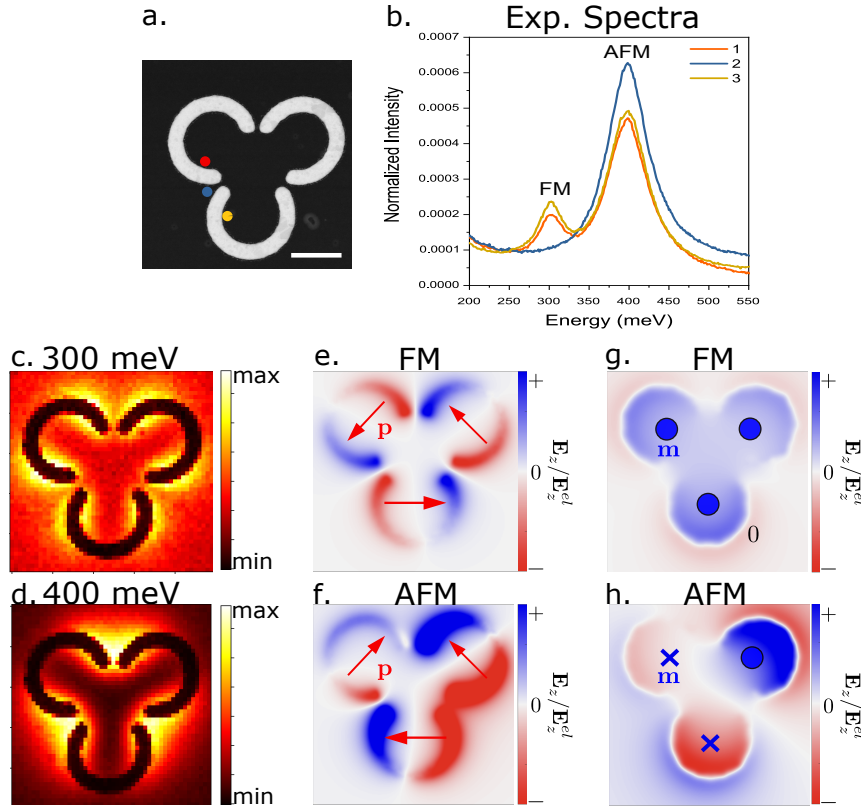 a.
b. Exp. Spectra
0.0007
0.0006
0.0005
0.0004
0.0003
0.0002
0.0001
0.0000
Normalized Intensity
AFM
FM
1
2
3
200 250 300 350 400 450 500 550
Energy (meV)
c. 300 meV
max
min
e. FM
p
+
0
—
E_z/E_z^el
g. FM
m
0
+
0
—
E_z/E_z^el
d. 400 meV
max
min
f. AFM
p
+
0
—
E_z/E_z^el
h. AFM
m
+
0
—
E_z/E_z^el